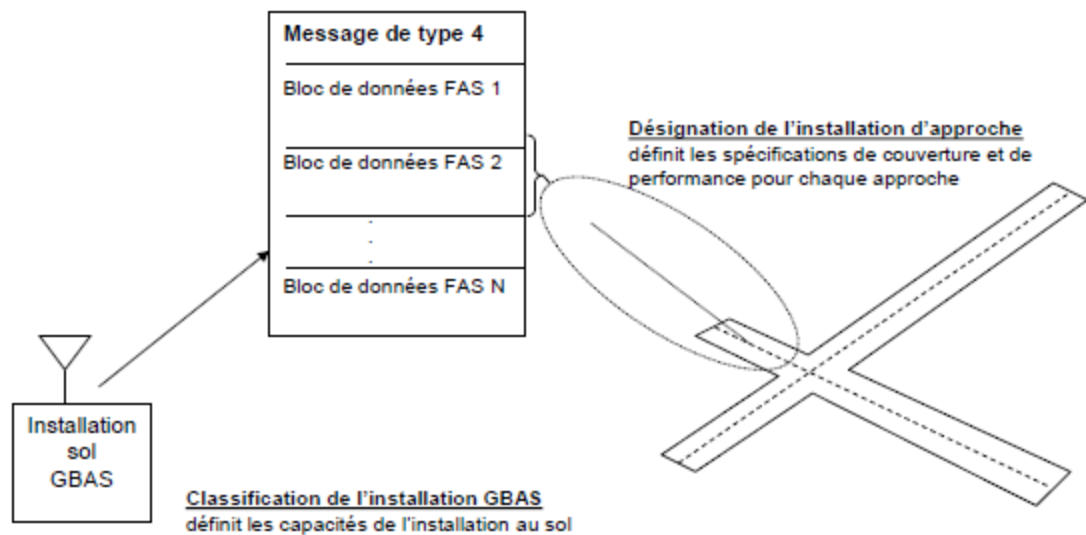 Message de type 4
Bloc de données FAS 1
Bloc de données FAS 2
.
.
.
Bloc de données FAS N
Désignation de l'installation d'approche
définit les spécifications de couverture et de
performance pour chaque approche
Installation
sol
GBAS
Classification de l'installation GBAS
définit les capacités de l'installation au sol